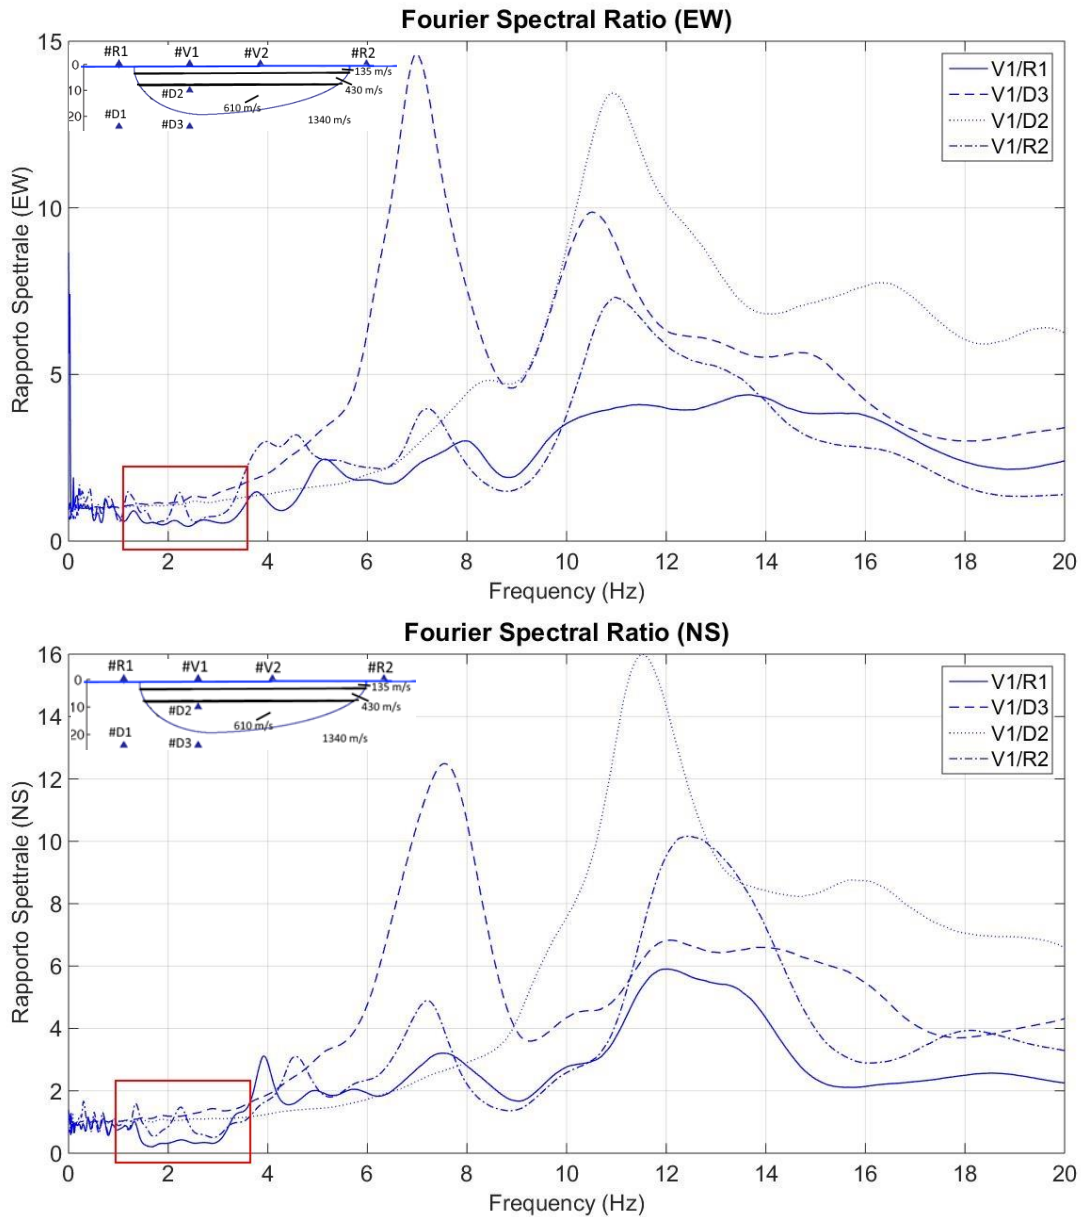 Fourier Spectral Ratio (EW)
15
10
5
0
Rapporto Spettrale (EW)
#R1 #V1 #V2 #R2
0
10
20
135 m/s
430 m/s
#D2
610 m/s
1340 m/s
#D1 #D3
V1/R1
V1/D3
V1/D2
V1/R2
0 2 4 6 8 10 12 14 16 18 20
Frequency (Hz)
Fourier Spectral Ratio (NS)
16
14
12
10
8
6
4
2
0
Rapporto Spettrale (NS)
#R1 #V1 #V2 #R2
0
10
20
135 m/s
430 m/s
#D2
610 m/s
1340 m/s
#D1 #D3
V1/R1
V1/D3
V1/D2
V1/R2
0 2 4 6 8 10 12 14 16 18 20
Frequency (Hz)